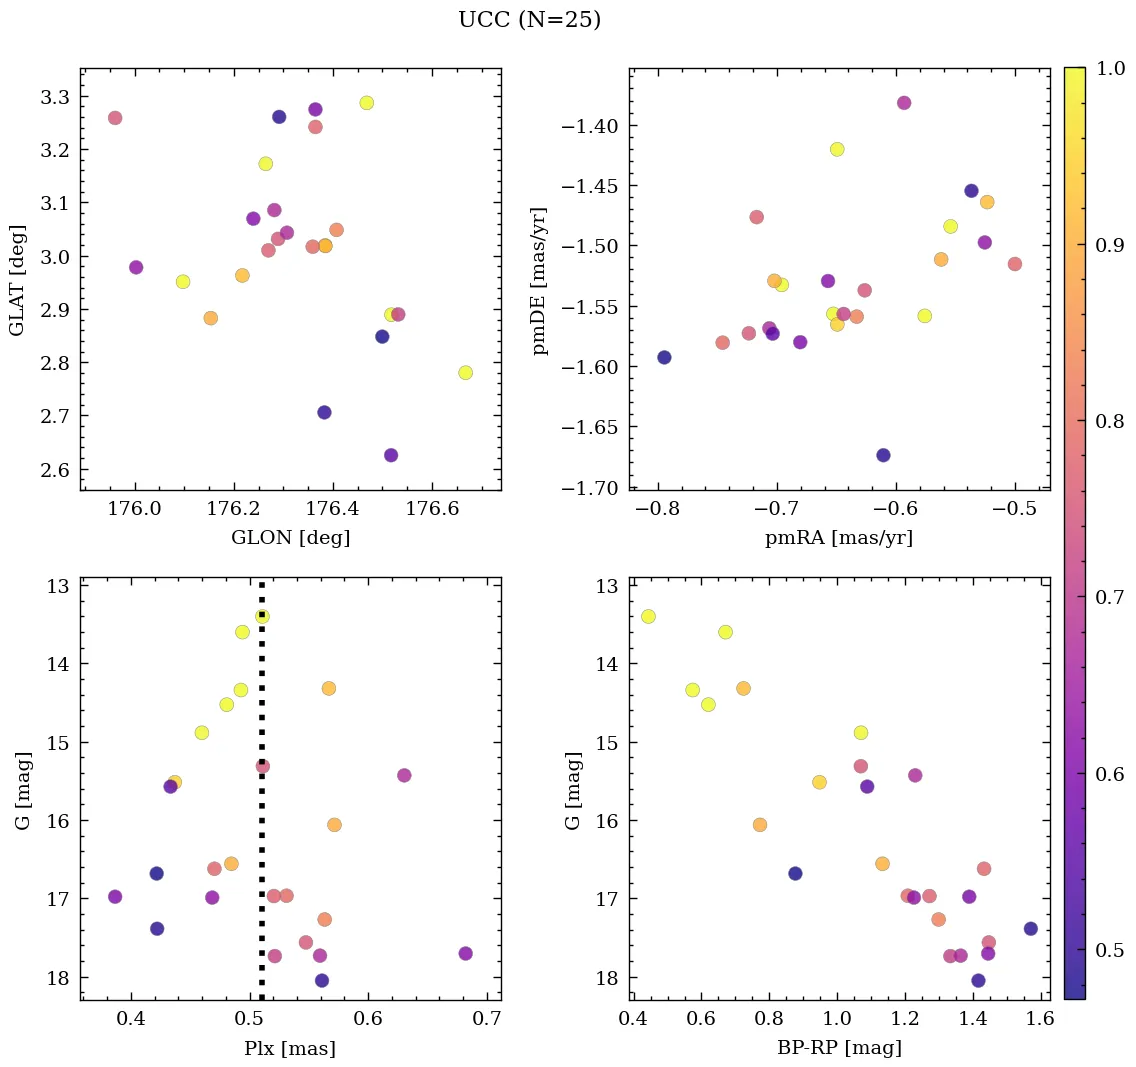 UCC (N=25)
3.3
3.2
3.1
3.0
2.9
2.8
2.7
2.6
GLAT [deg]
176.0 176.2 176.4 176.6
GLON [deg]
−1.40
−1.45
−1.50
−1.55
−1.60
−1.65
−1.70
pmDE [mas/yr]
−0.8 −0.7 −0.6 −0.5
pmRA [mas/yr]
13
14
15
16
17
18
G [mag]
0.4 0.5 0.6 0.7
Plx [mas]
13
14
15
16
17
18
G [mag]
0.4 0.6 0.8 1.0 1.2 1.4 1.6
BP-RP [mag]
1.0
0.9
0.8
0.7
0.6
0.5